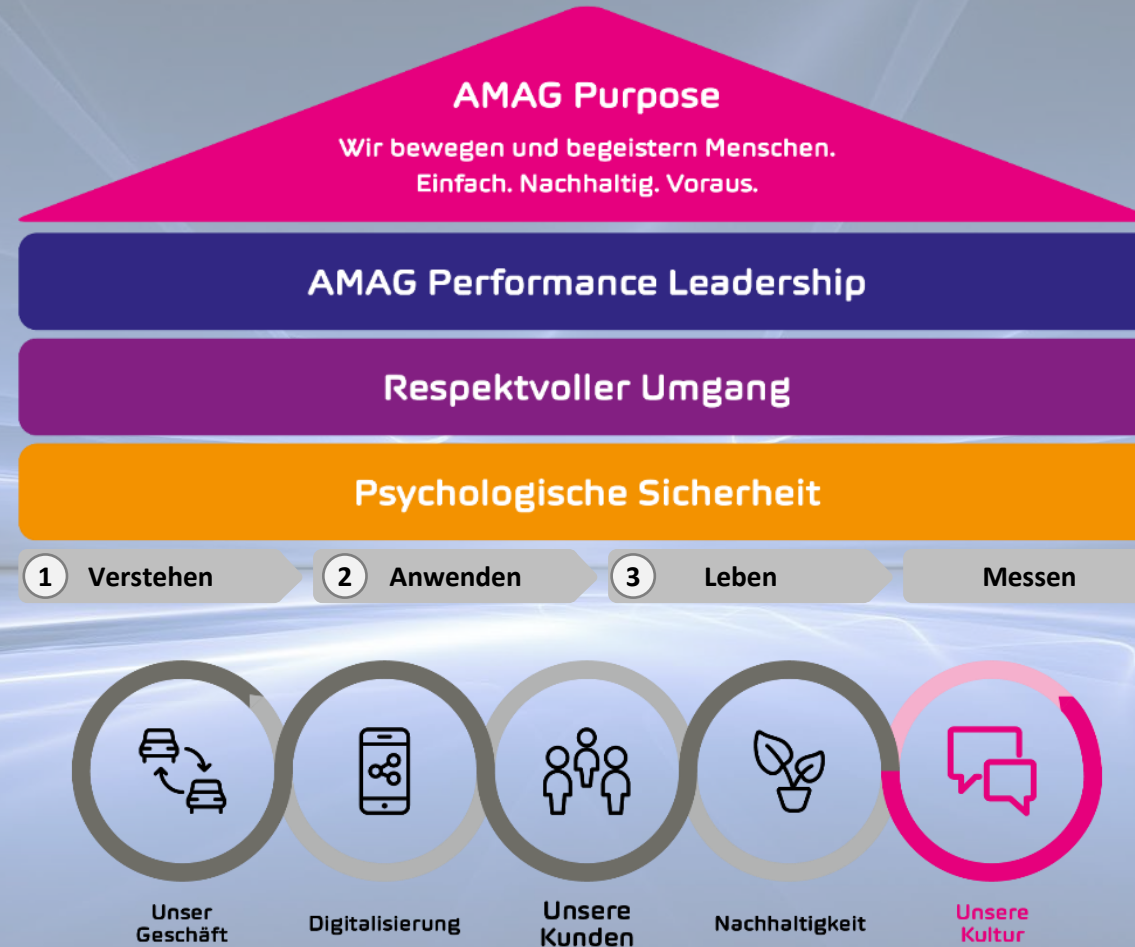 AMAG Purpose
Wir bewegen und begeistern Menschen.
Einfach. Nachhaltig. Voraus.
AMAG Performance Leadership
Respektvoller Umgang
Psychologische Sicherheit
1 Verstehen
2 Anwenden
3 Leben
Messen
Unser
Geschäft
Digitalisierung
Unsere
Kunden
Nachhaltigkeit
Unsere
Kultur